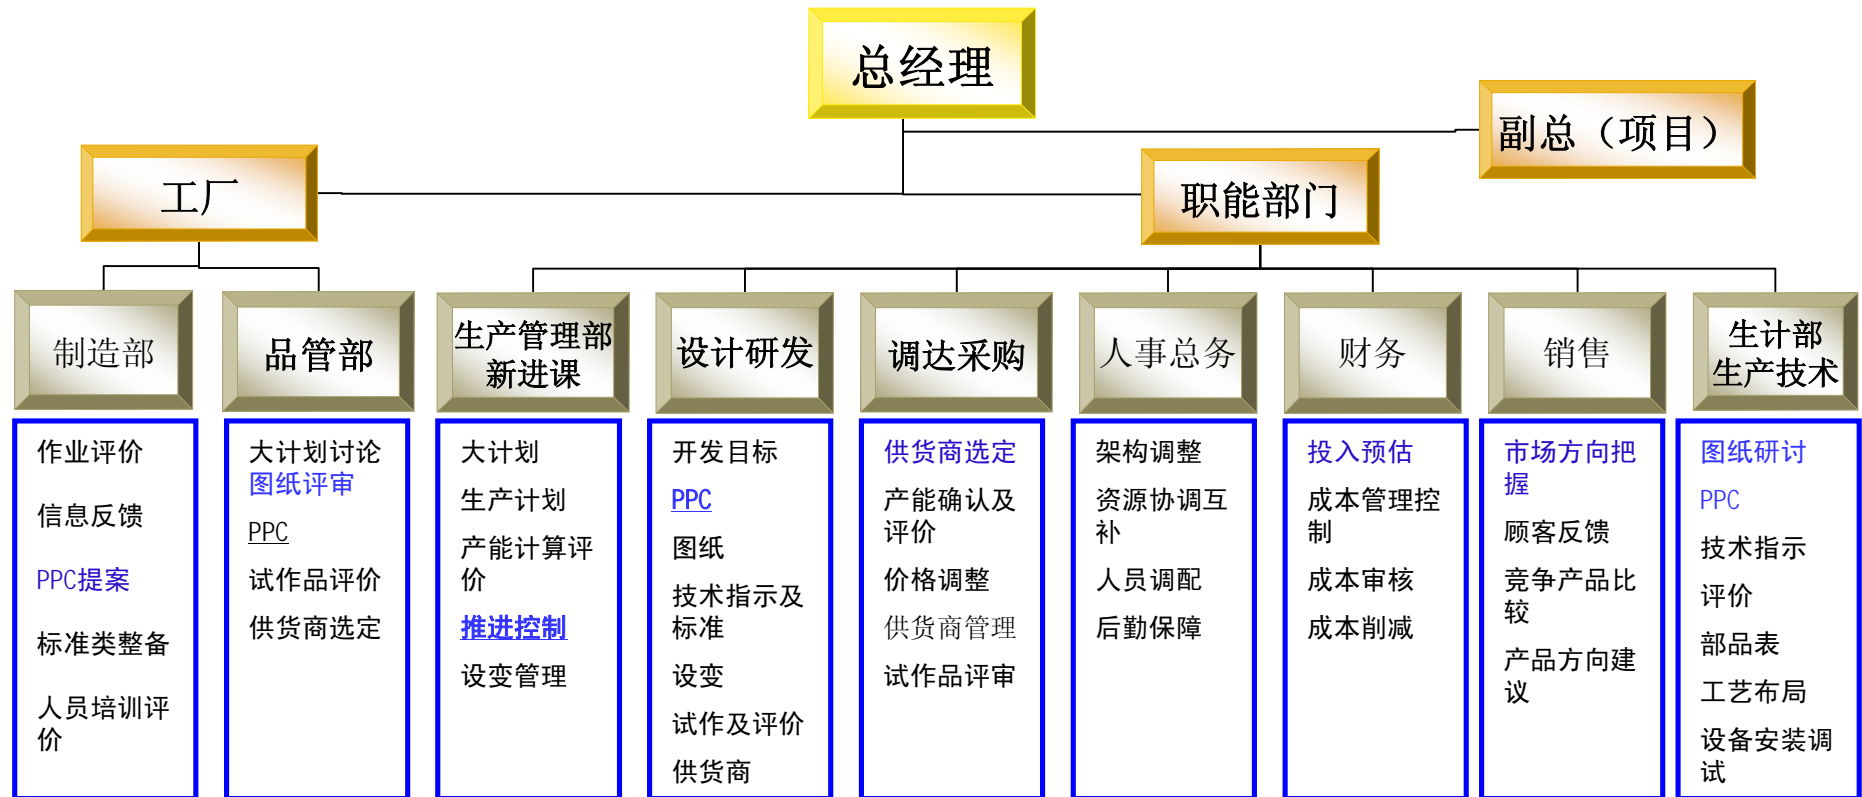 总经理
副总（项目）
工厂
职能部门
制造部
品管部
生产管理部
新进课
设计研发
调达采购
人事总务
财务
销售
生计部
生产技术
作业评价
信息反馈
PPC提案
标准类整备
人员培训评
价
大计划讨论
图纸评审
PPC
试作品评价
供货商选定
大计划
生产计划
产能计算评
价
推进控制
设变管理
开发目标
PPC
图纸
技术指示及
标准
设变
试作及评价
供货商
供货商选定
产能确认及
评价
价格调整
供货商管理
试作品评审
架构调整
资源协调互
补
人员调配
后勤保障
投入预估
成本管理控
制
成本审核
成本削减
市场方向把
握
顾客反馈
竞争产品比
较
产品方向建
议
图纸研讨
PPC
技术指示
评价
部品表
工艺布局
设备安装调
试